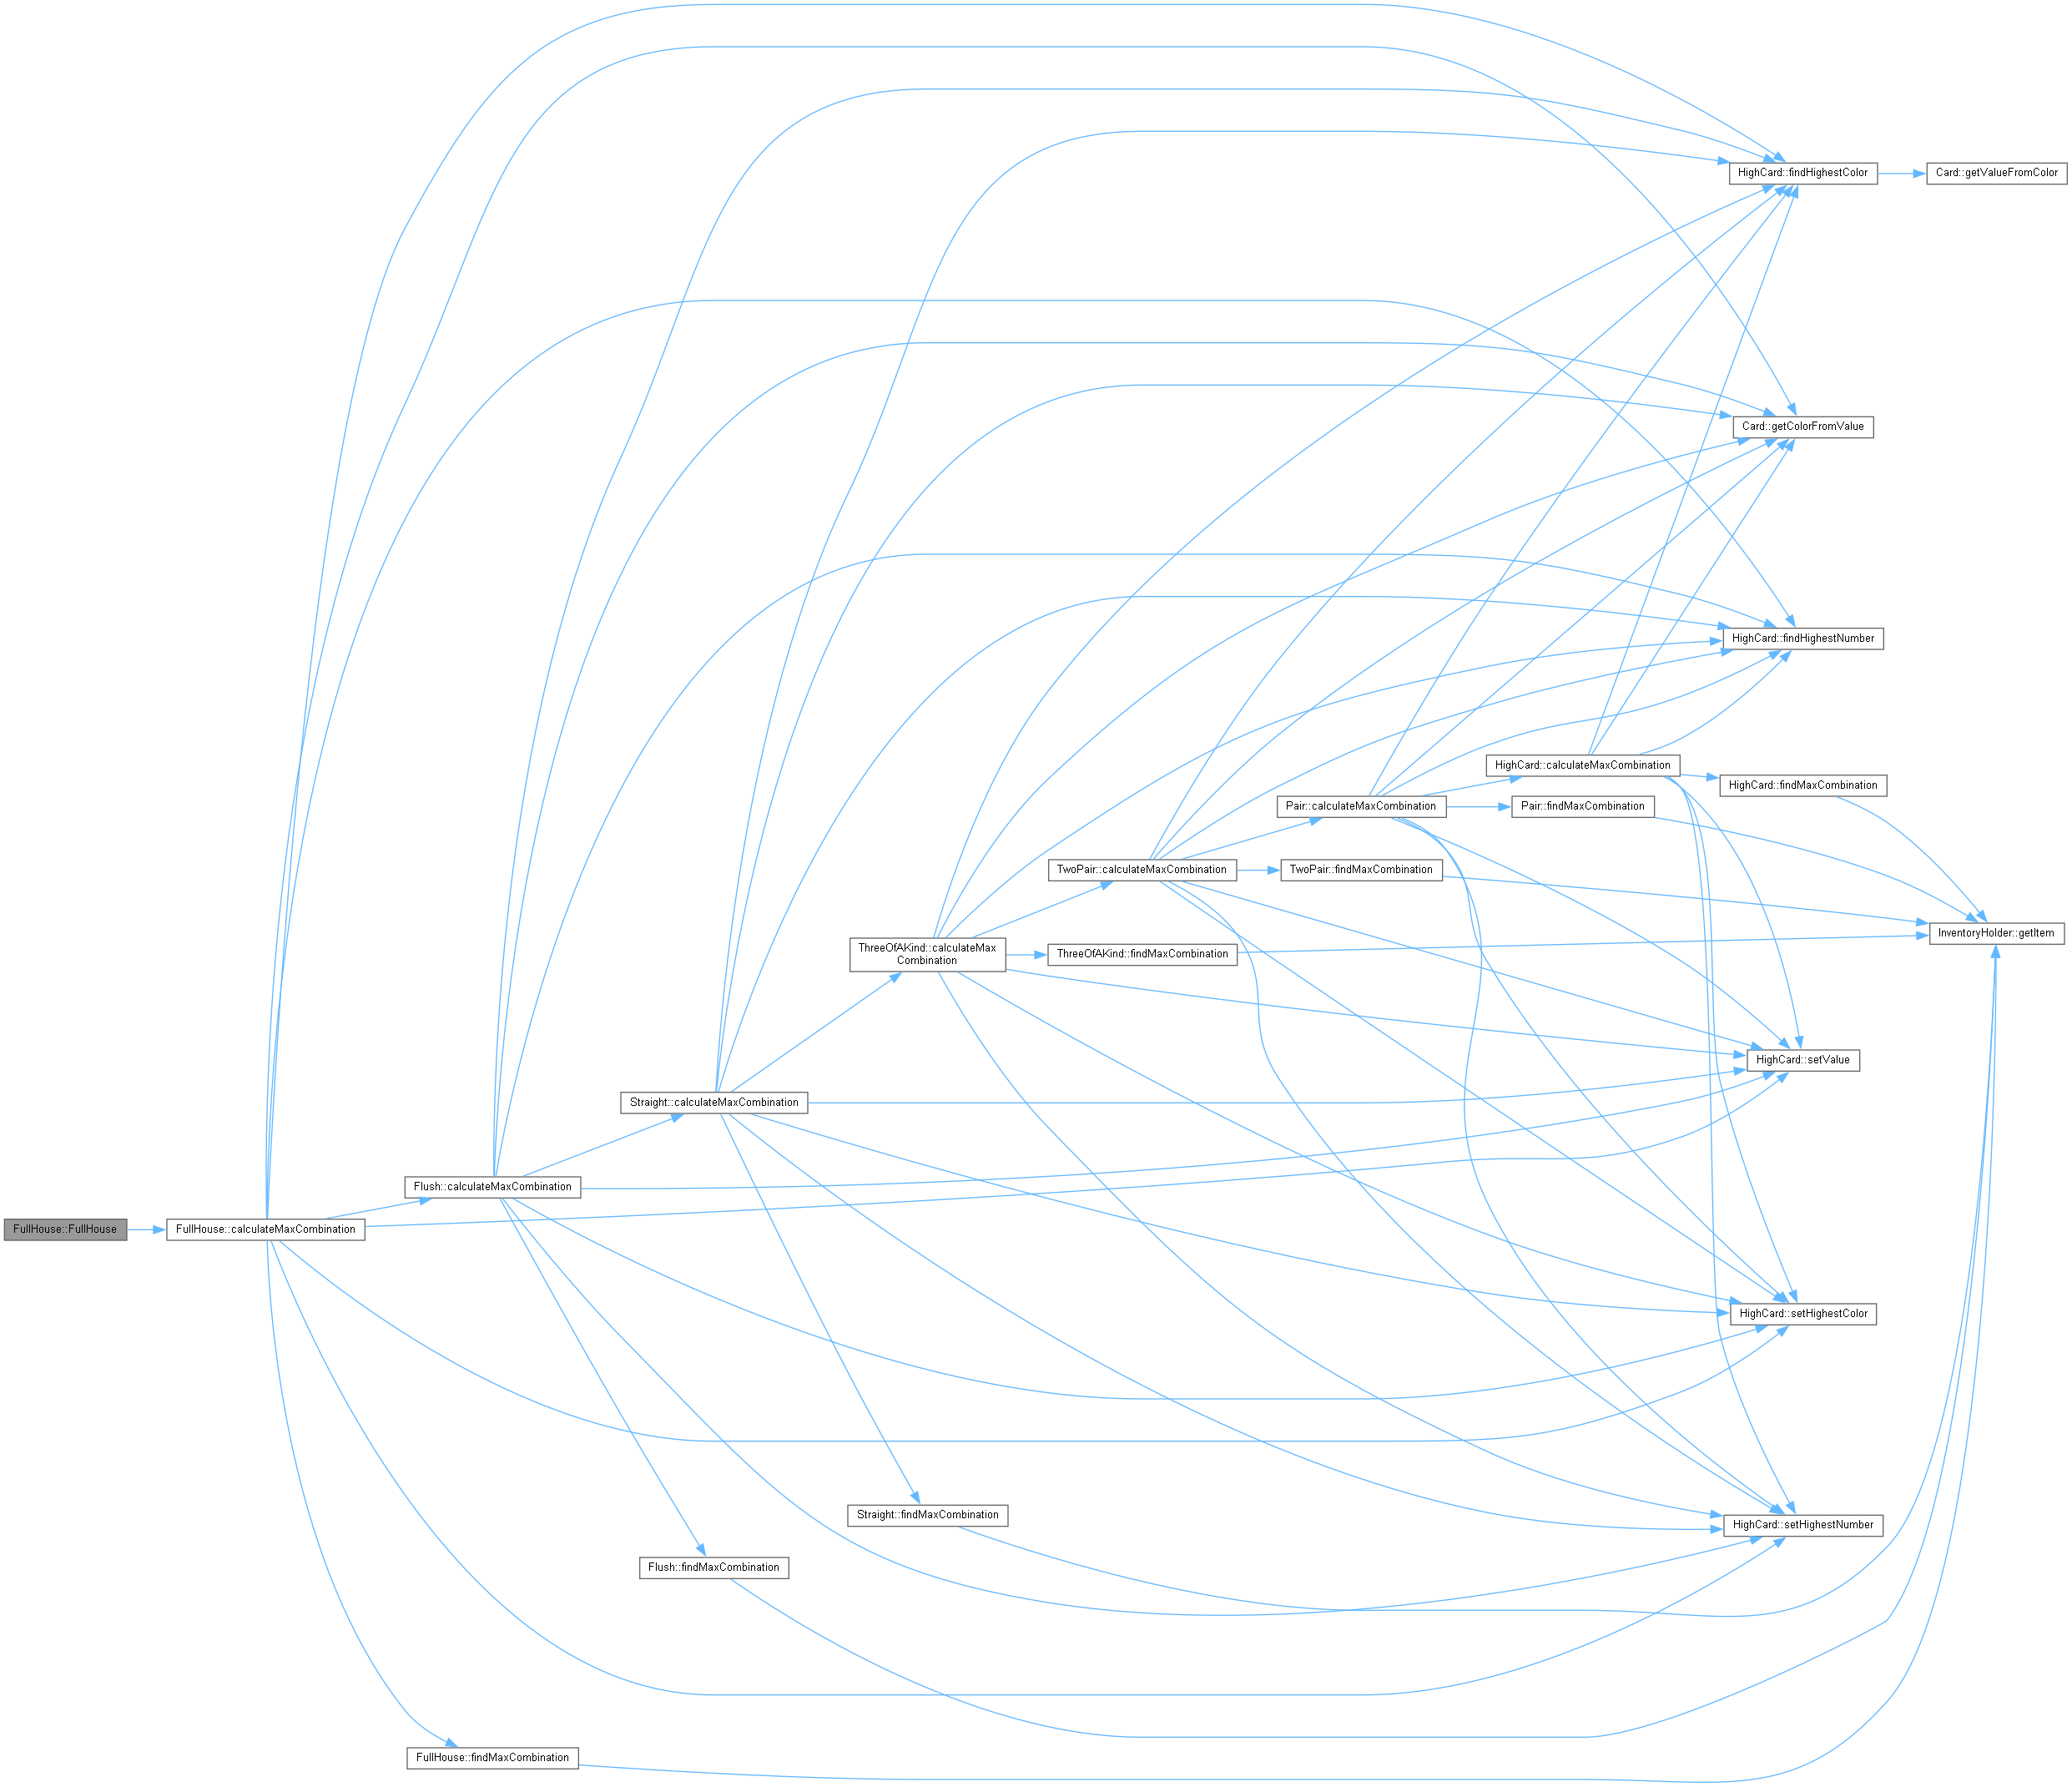 HighCard::findHighestColor
Card::getValueFromColor
Card::getColorFromValue
HighCard::findHighestNumber
HighCard::calculateMaxCombination
HighCard::findMaxCombination
Pair::calculateMaxCombination
Pair::findMaxCombination
TwoPair::calculateMaxCombination
TwoPair::findMaxCombination
InventoryHolder::getItem
ThreeOfAKind::calculateMax
Combination
ThreeOfAKind::findMaxCombination
HighCard::setValue
Straight::calculateMaxCombination
Flush::calculateMaxCombination
FullHouse::FullHouse
FullHouse::calculateMaxCombination
HighCard::setHighestColor
Straight::findMaxCombination
HighCard::setHighestNumber
Flush::findMaxCombination
FullHouse::findMaxCombination